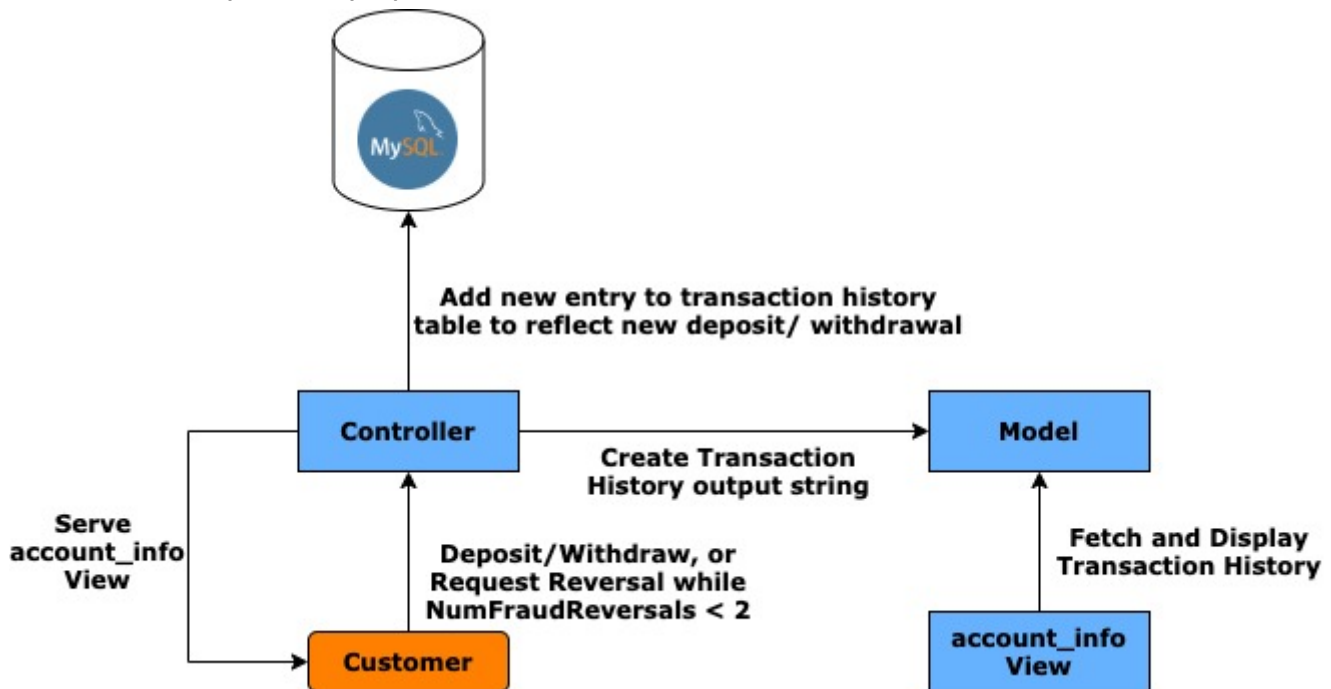 MySQL
Add new entry to transaction history
table to reflect new deposit/ withdrawal
Controller
Model
Create Transaction
History output string
Serve
account_info
View
Deposit/Withdraw, or
Request Reversal while
NumFraudReversals < 2
Fetch and Display
Transaction History
Customer
account_info
View